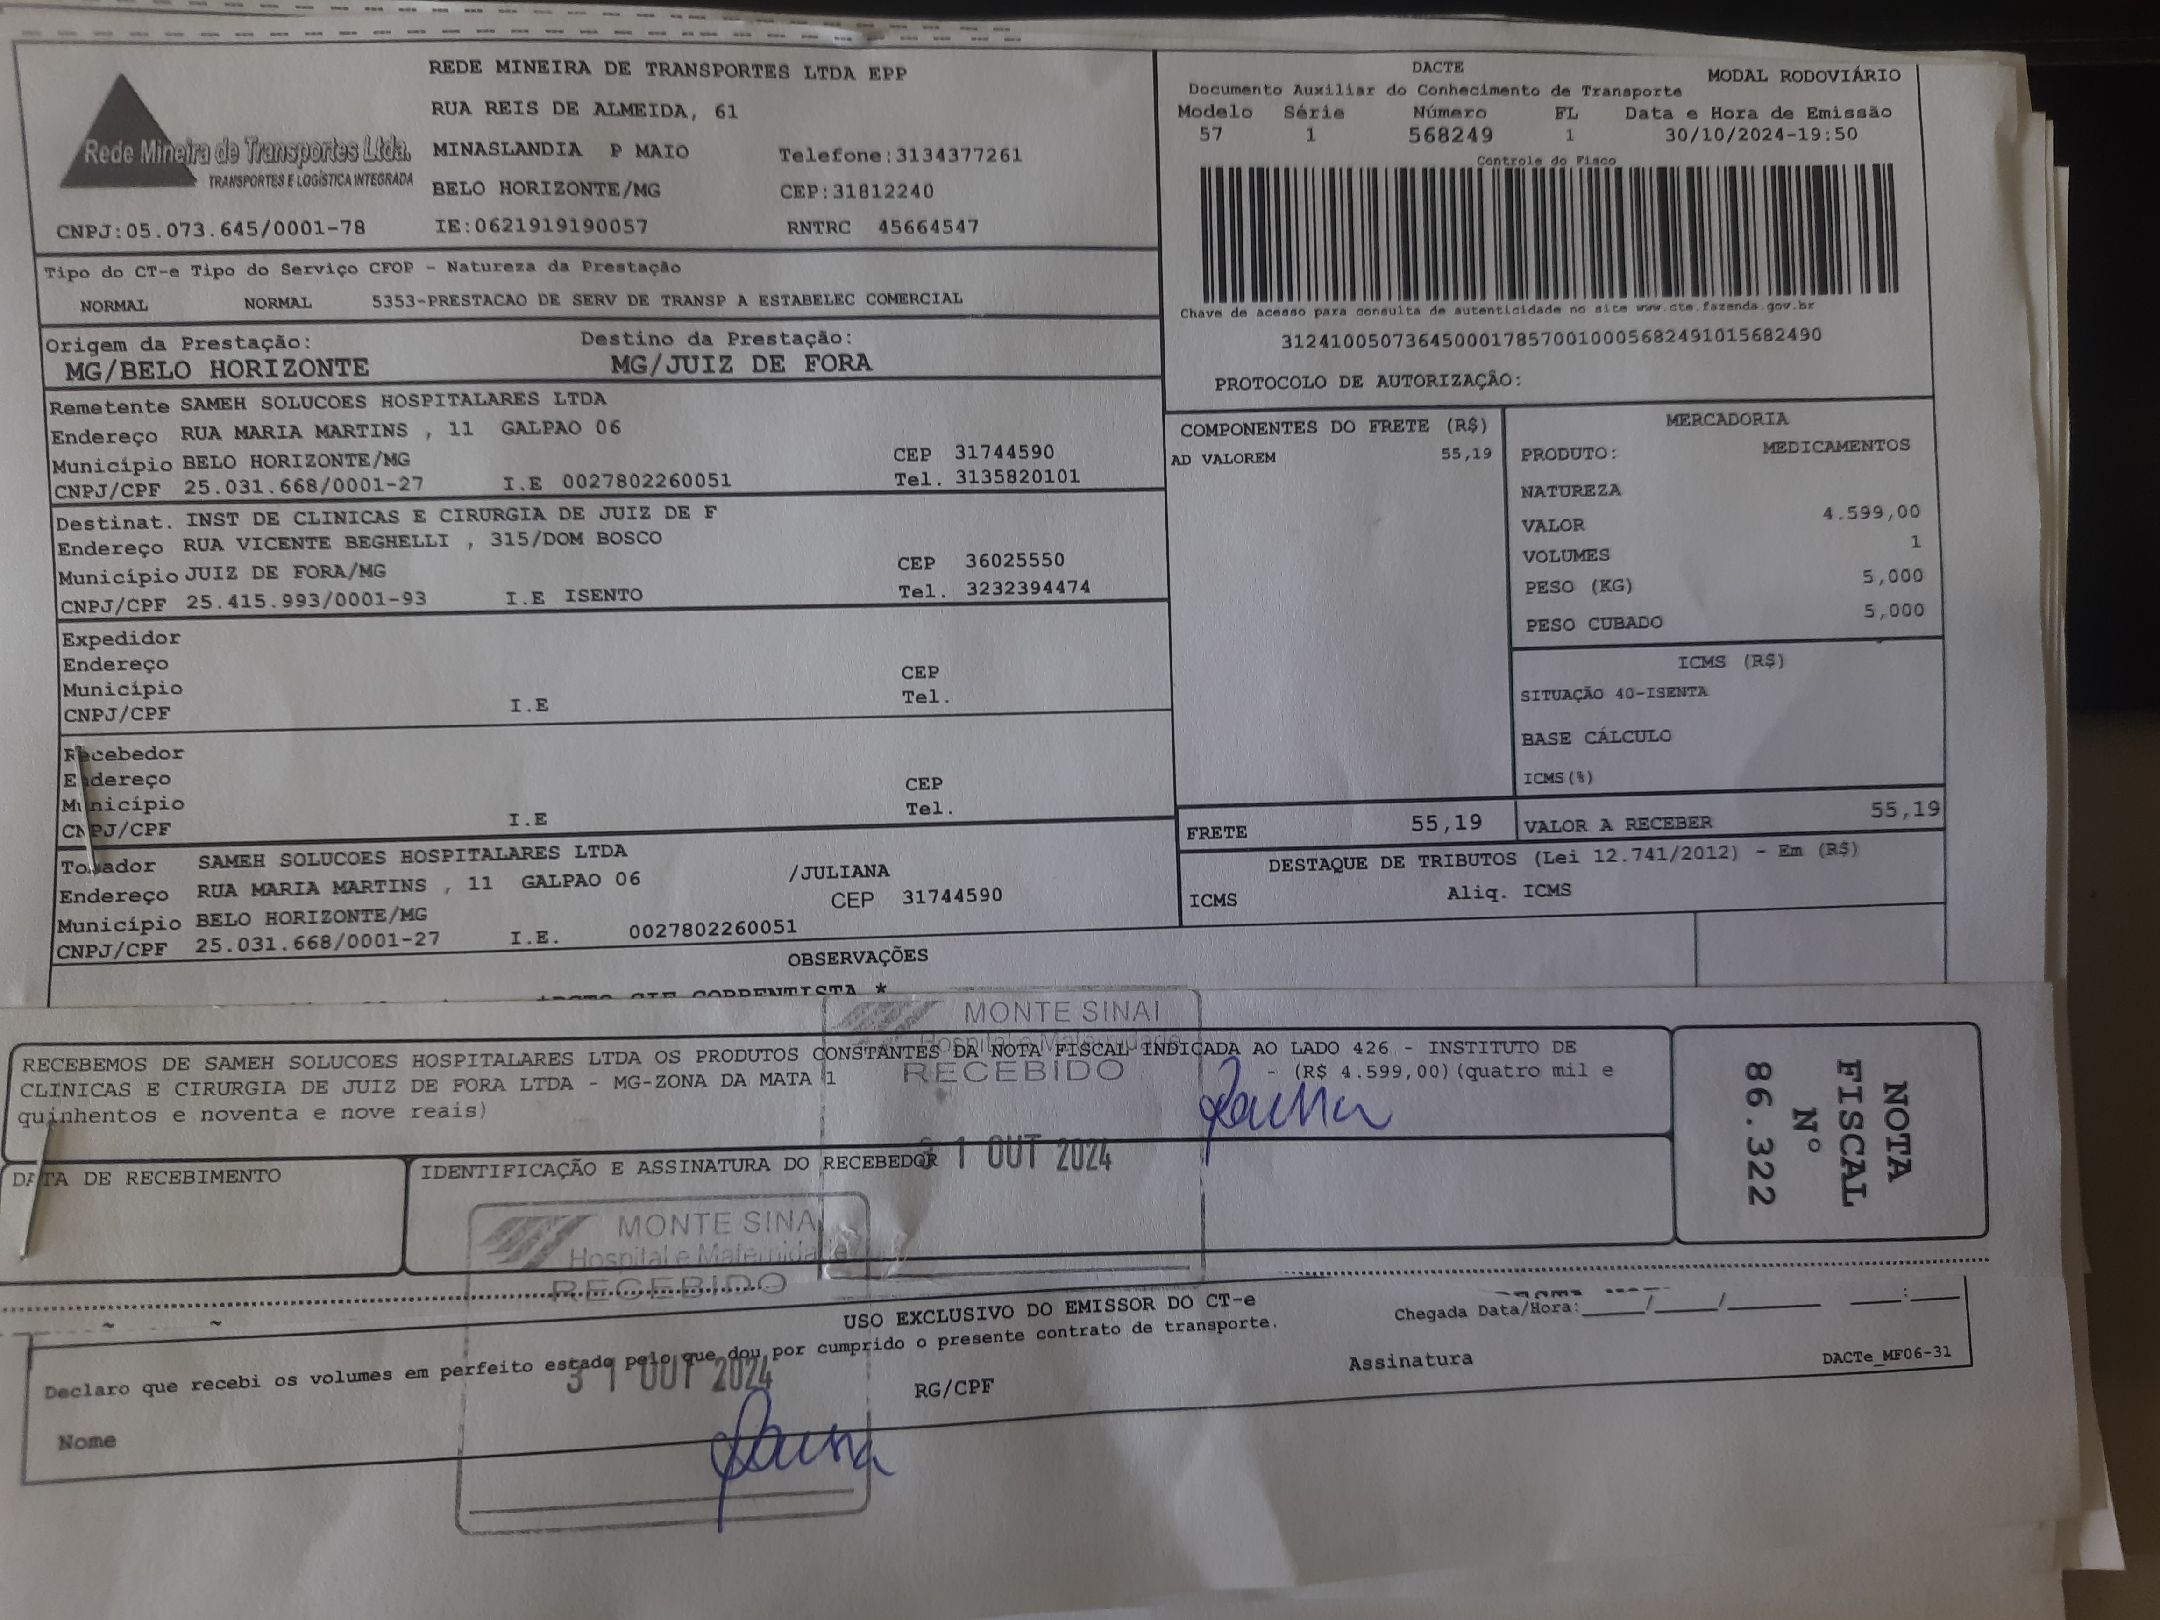 REDE MINEIRA DE TRANSPORTES LTDA EPP
RUA REIS DE ALMEIDA, 61
Rede Mineira de Transportes Ltda.
TRANSPORTES E LOGÍSTICA INTEGRADA
MINASLANDIA P MAIO Telefone:3134377261
BELO HORIZONTE/MG CEP:31812240
CNPJ:05.073.645/0001-78 IE:0621919190057 RNTRC 45664547
DACTE MODAL RODOVIÁRIO
Documento Auxiliar do Conhecimento de Transporte
Modelo Série Número FL Data e Hora de Emissão
57 1 568249 1 30/10/2024-19:50
Controle do Fisco
Chave de acesso para consulta de autenticidade no site www.cte.fazenda.gov.br
31241005073645000178570010005682491015682490
PROTOCOLO DE AUTORIZAÇÃO:
Tipo do CT-e Tipo do Serviço CFOP - Natureza da Prestação
NORMAL NORMAL 5353-PRESTACAO DE SERV DE TRANSP A ESTABELEC COMERCIAL
Origem da Prestação: Destino da Prestação:
MG/BELO HORIZONTE MG/JUIZ DE FORA
Remetente SAMEH SOLUCOES HOSPITALARES LTDA
Endereço RUA MARIA MARTINS , 11 GALPAO 06
Município BELO HORIZONTE/MG CEP 31744590
CNPJ/CPF 25.031.668/0001-27 I.E 0027802260051 Tel. 3135820101
Destinat. INST DE CLINICAS E CIRURGIA DE JUIZ DE F
Endereço RUA VICENTE BEGHELLI , 315/DOM BOSCO
Município JUIZ DE FORA/MG CEP 36025550
CNPJ/CPF 25.415.993/0001-93 I.E ISENTO Tel. 3232394474
Expedidor
Endereço
Município CEP
CNPJ/CPF I.E Tel.
Recebedor
Endereço
Município CEP
CNPJ/CPF I.E Tel.
Tomador SAMEH SOLUCOES HOSPITALARES LTDA /JULIANA
Endereço RUA MARIA MARTINS , 11 GALPAO 06 CEP 31744590
Município BELO HORIZONTE/MG
CNPJ/CPF 25.031.668/0001-27 I.E. 0027802260051
COMPONENTES DO FRETE (R$)
AD VALOREM 55,19
MERCADORIA
PRODUTO: MEDICAMENTOS
NATUREZA
VALOR 4.599,00
VOLUMES 1
PESO (KG) 5,000
PESO CUBADO 5,000
ICMS (R$)
SITUAÇÃO 40-ISENTA
BASE CÁLCULO
ICMS(%)
FRETE 55,19 VALOR A RECEBER 55,19
DESTAQUE DE TRIBUTOS (Lei 12.741/2012) - Em (R$)
ICMS Aliq. ICMS
OBSERVAÇÕES
CIF CORRENTISTA *
MONTE SINAI
Hospital e Maternidade
RECEBIDO
31 OUT 2024
RECEBEMOS DE SAMEH SOLUCOES HOSPITALARES LTDA OS PRODUTOS CONSTANTES DA NOTA FISCAL INDICADA AO LADO 426 - INSTITUTO DE
CLINICAS E CIRURGIA DE JUIZ DE FORA LTDA - MG-ZONA DA MATA 1 - (R$ 4.599,00)(quatro mil e
quinhentos e noventa e nove reais)
NOTA
FISCAL
Nº
86.322
DATA DE RECEBIMENTO
IDENTIFICAÇÃO E ASSINATURA DO RECEBEDOR
MONTE SINAI
Hospital e Maternidade
RECEBIDO
31 OUT 2024
USO EXCLUSIVO DO EMISSOR DO CT-e
Declaro que recebi os volumes em perfeito estado pelo que dou por cumprido o presente contrato de transporte.
Chegada Data/Hora:_____/_____/_______ ___:___
Nome RG/CPF Assinatura
DACTe_MF06-31